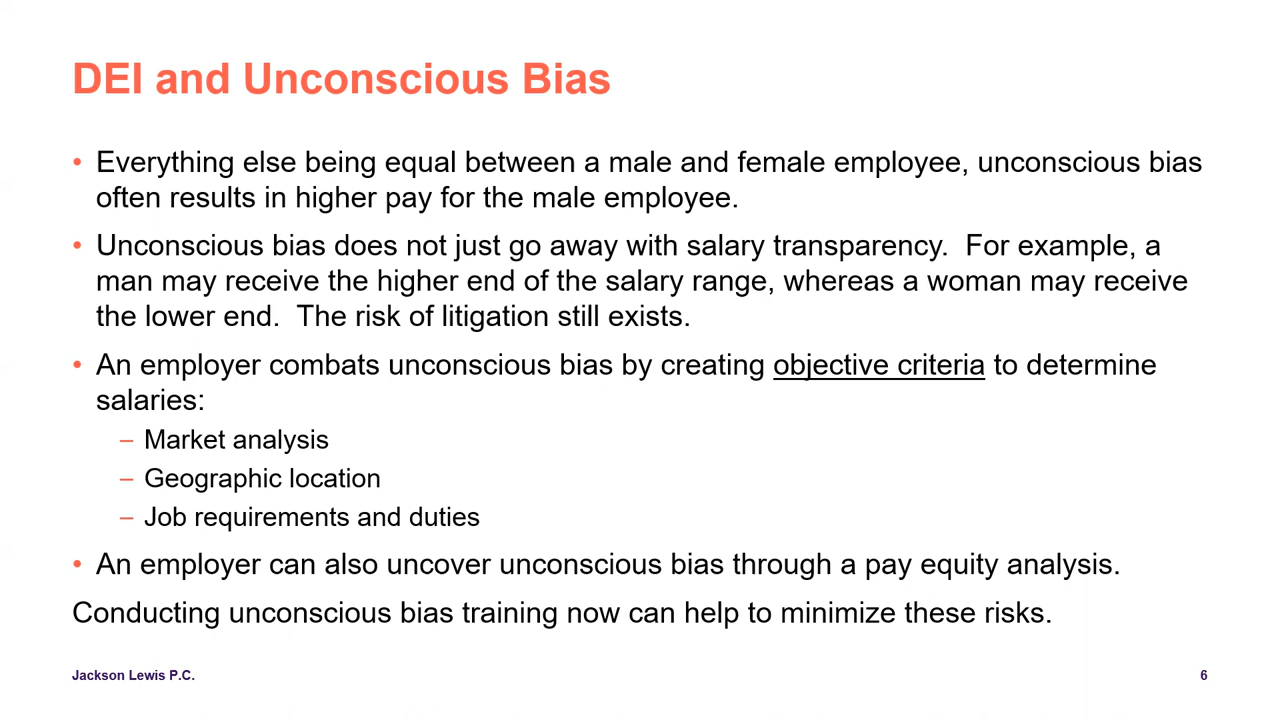 DEI and Unconscious Bias
• Everything else being equal between a male and female employee, unconscious bias
often results in higher pay for the male employee.
• Unconscious bias does not just go away with salary transparency.  For example, a
man may receive the higher end of the salary range, whereas a woman may receive
the lower end.  The risk of litigation still exists.
• An employer combats unconscious bias by creating objective criteria to determine
salaries:
– Market analysis
– Geographic location
– Job requirements and duties
• An employer can also uncover unconscious bias through a pay equity analysis.
Conducting unconscious bias training now can help to minimize these risks.
Jackson Lewis P.C.
6